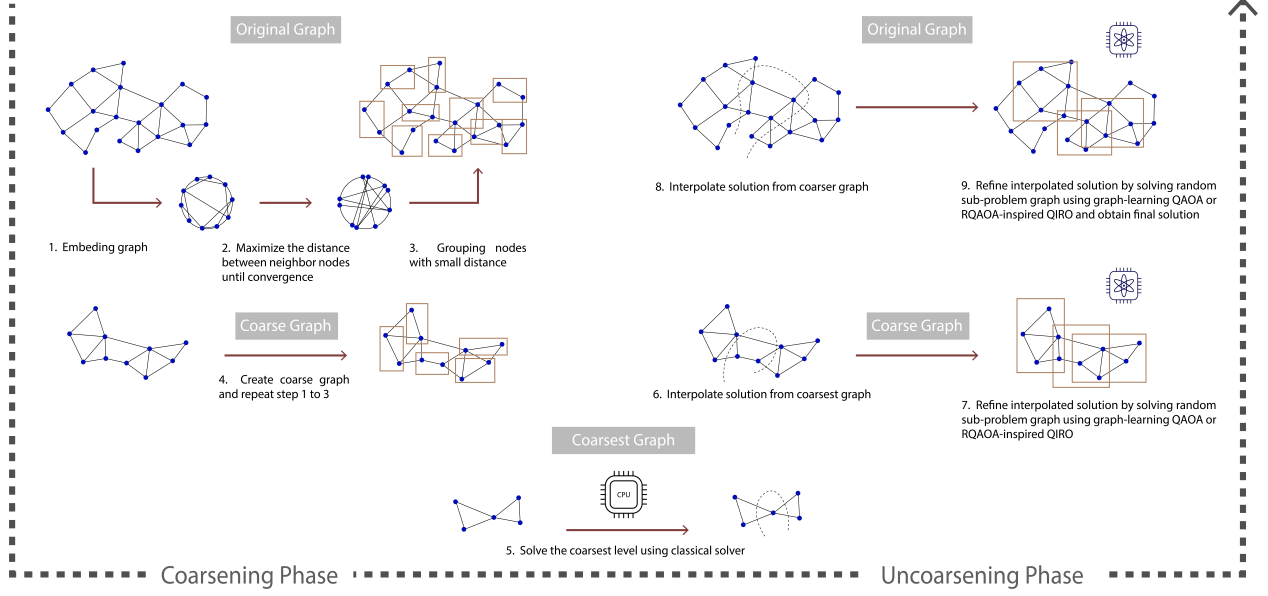 Original Graph
Original Graph
1. Embeding graph
2. Maximize the distance
between neighbor nodes
until convergence
3. Grouping nodes
with small distance
8. Interpolate solution from coarser graph
9. Refine interpolated solution by solving random
sub-problem graph using graph-learning QAOA or
RQAOA-inspired QIRO and obtain final solution
Coarse Graph
4. Create coarse graph
and repeat step 1 to 3
Coarse Graph
6. Interpolate solution from coarsest graph
7. Refine interpolated solution by solving random
sub-problem graph using graph-learning QAOA or
RQAOA-inspired QIRO
Coarsest Graph
CPU
5. Solve the coarsest level using classical solver
Coarsening Phase
Uncoarsening Phase